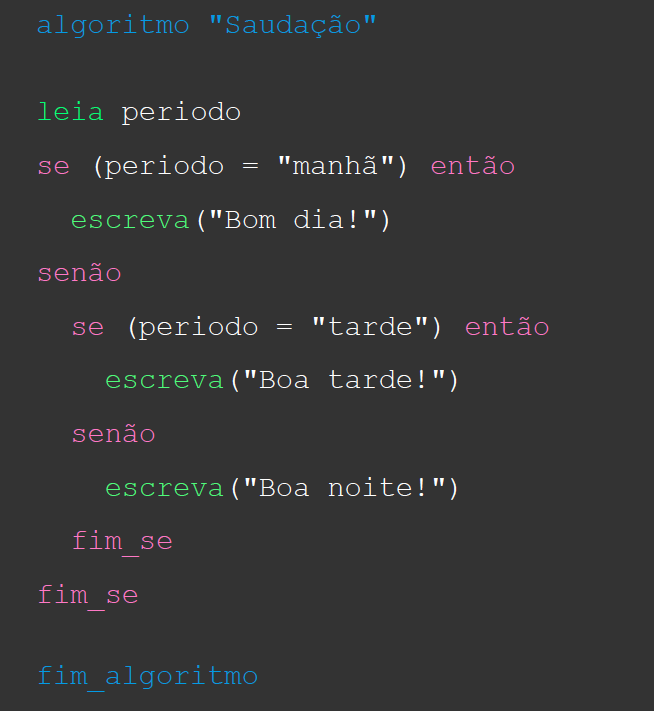 algoritmo "Saudação"
leia periodo
se (periodo = "manhã") então
escreva("Bom dia!")
senão
se (periodo = "tarde") então
escreva("Boa tarde!")
senão
escreva("Boa noite!")
fim_se
fim_se
fim_algoritmo